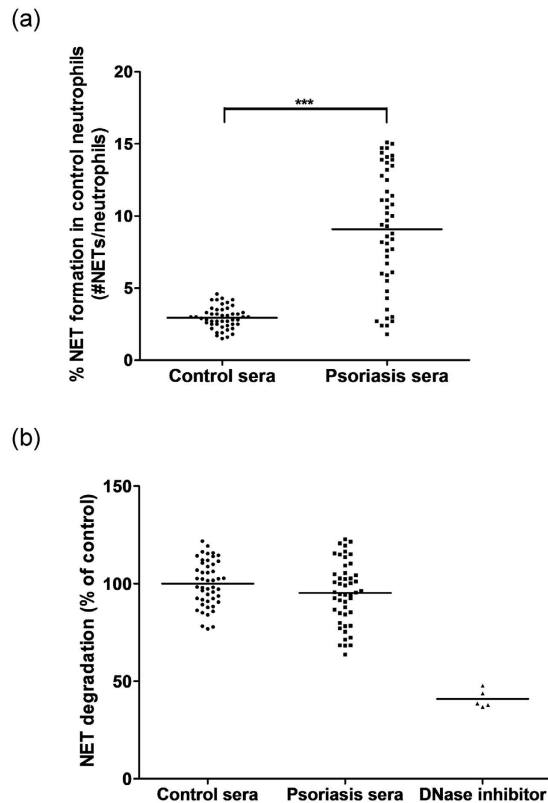 (a)
% NET formation in control neutrophils
(#NETs/neutrophils)
20
15
10
5
0
***
Control sera
Psoriasis sera
(b)
NET degradation (% of control)
150
100
50
0
Control sera
Psoriasis sera
DNase inhibitor